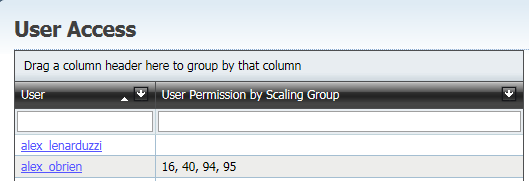 User Access
Drag a column header here to group by that column
User User Permission by Scaling Group
alex_lenarduzzi
alex_obrien 16, 40, 94, 95